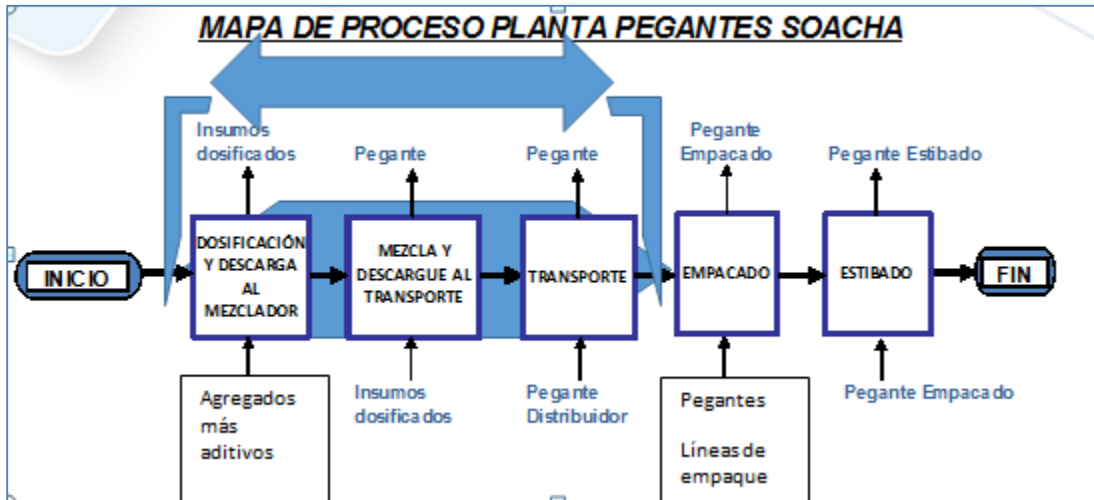 MAPA DE PROCESO PLANTA PEGANTES SOACHA
Insumos
dosificados
Pegante
Pegante
Pegante
Empacado
Pegante Estibado
INICIO
DOSIFICACIÓN
Y DESCARGA
AL
MEZCLADOR
MEZCLA Y
DESCARGUE AL
TRANSPORTE
TRANSPORTE
EMPACADO
ESTIBADO
FIN
Agregados
más
aditivos
Insumos
dosificados
Pegante
Distribuidor
Pegantes
Líneas de
empaque
Pegante Empacado